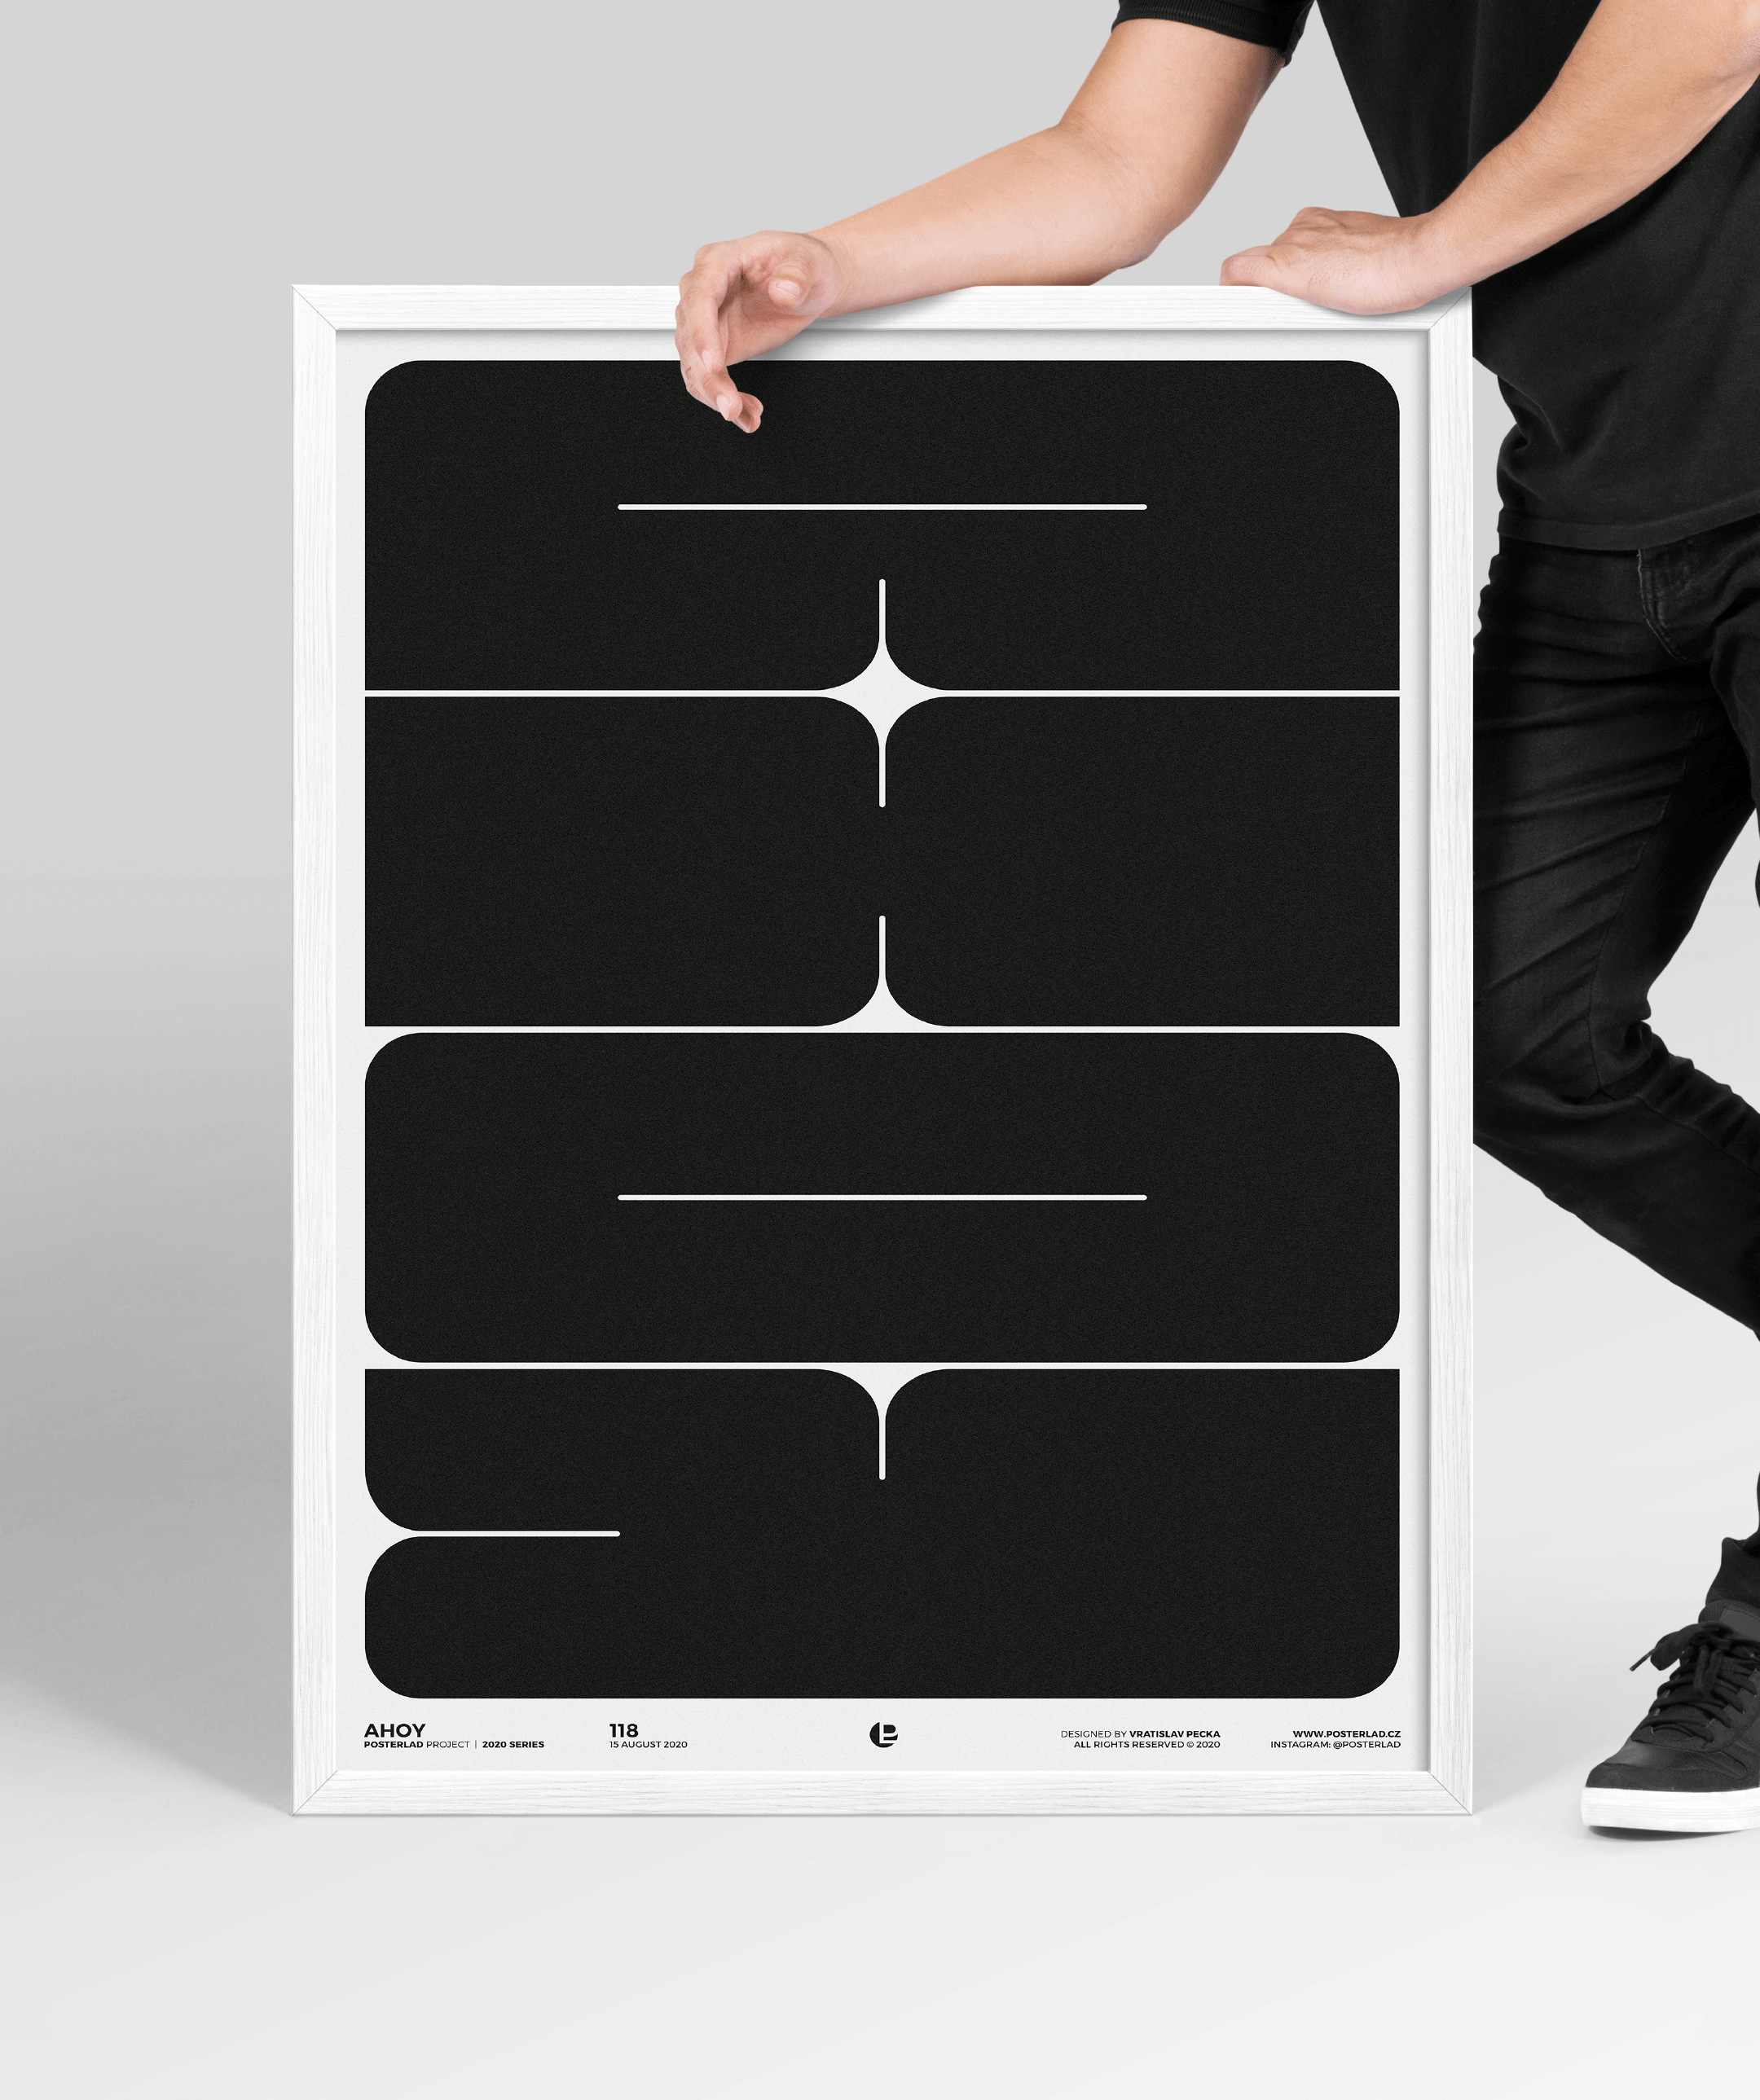 AHOY
AHOY
POSTERLAD PROJECT | 2020 SERIES
118
15 AUGUST 2020
DESIGNED BY VRATISLAV PECKA
ALL RIGHTS RESERVED © 2020
WWW.POSTERLAD.CZ
INSTAGRAM: @POSTERLAD